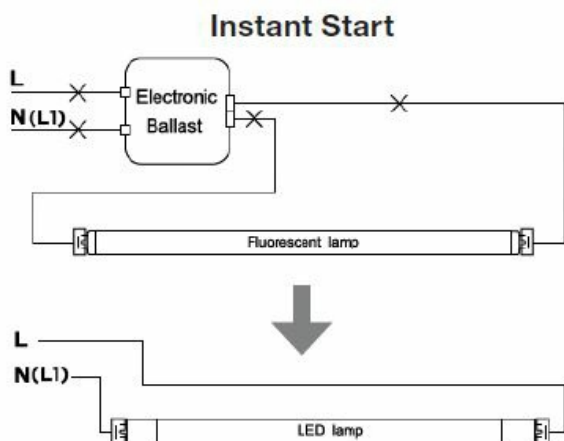 Instant Start
L
N(L1)
Electronic
Ballast
Fluorescent lamp
L
N(L1)
LED lamp